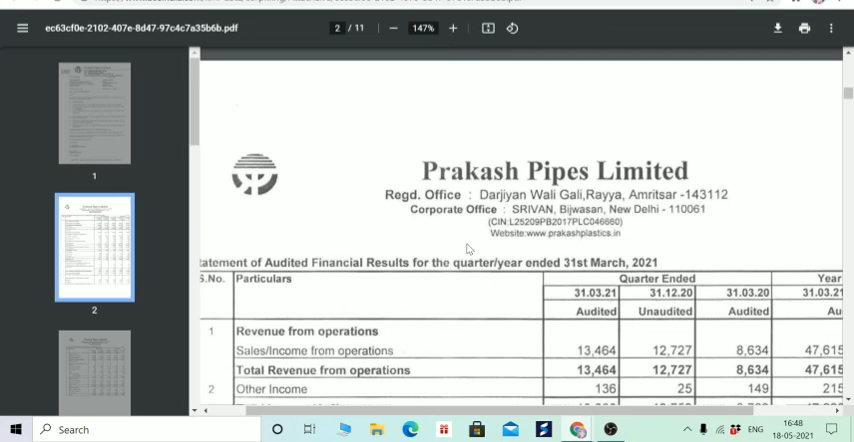 ec63cf0e-2102-407e-8d47-97c4c7a35b6b.pdf 2 / 11 147%
1
2
Prakash Pipes Limited
Regd. Office : Darjiyan Wali Gali,Rayya, Amritsar -143112
Corporate Office : SRIVAN, Bijwasan, New Delhi - 110061
(CIN:L25209PB2017PLC046660)
Website:www.prakashplastics.in
tatement of Audited Financial Results for the quarter/year ended 31st March, 2021
S.No. Particulars Quarter Ended Year
31.03.21 31.12.20 31.03.20 31.03.21
Audited Unaudited Audited Au
1 Revenue from operations
Sales/Income from operations 13,464 12,727 8,634 47,615
Total Revenue from operations 13,464 12,727 8,634 47,615
2 Other Income 136 25 149 215
Search ENG 16:48
18-05-2021